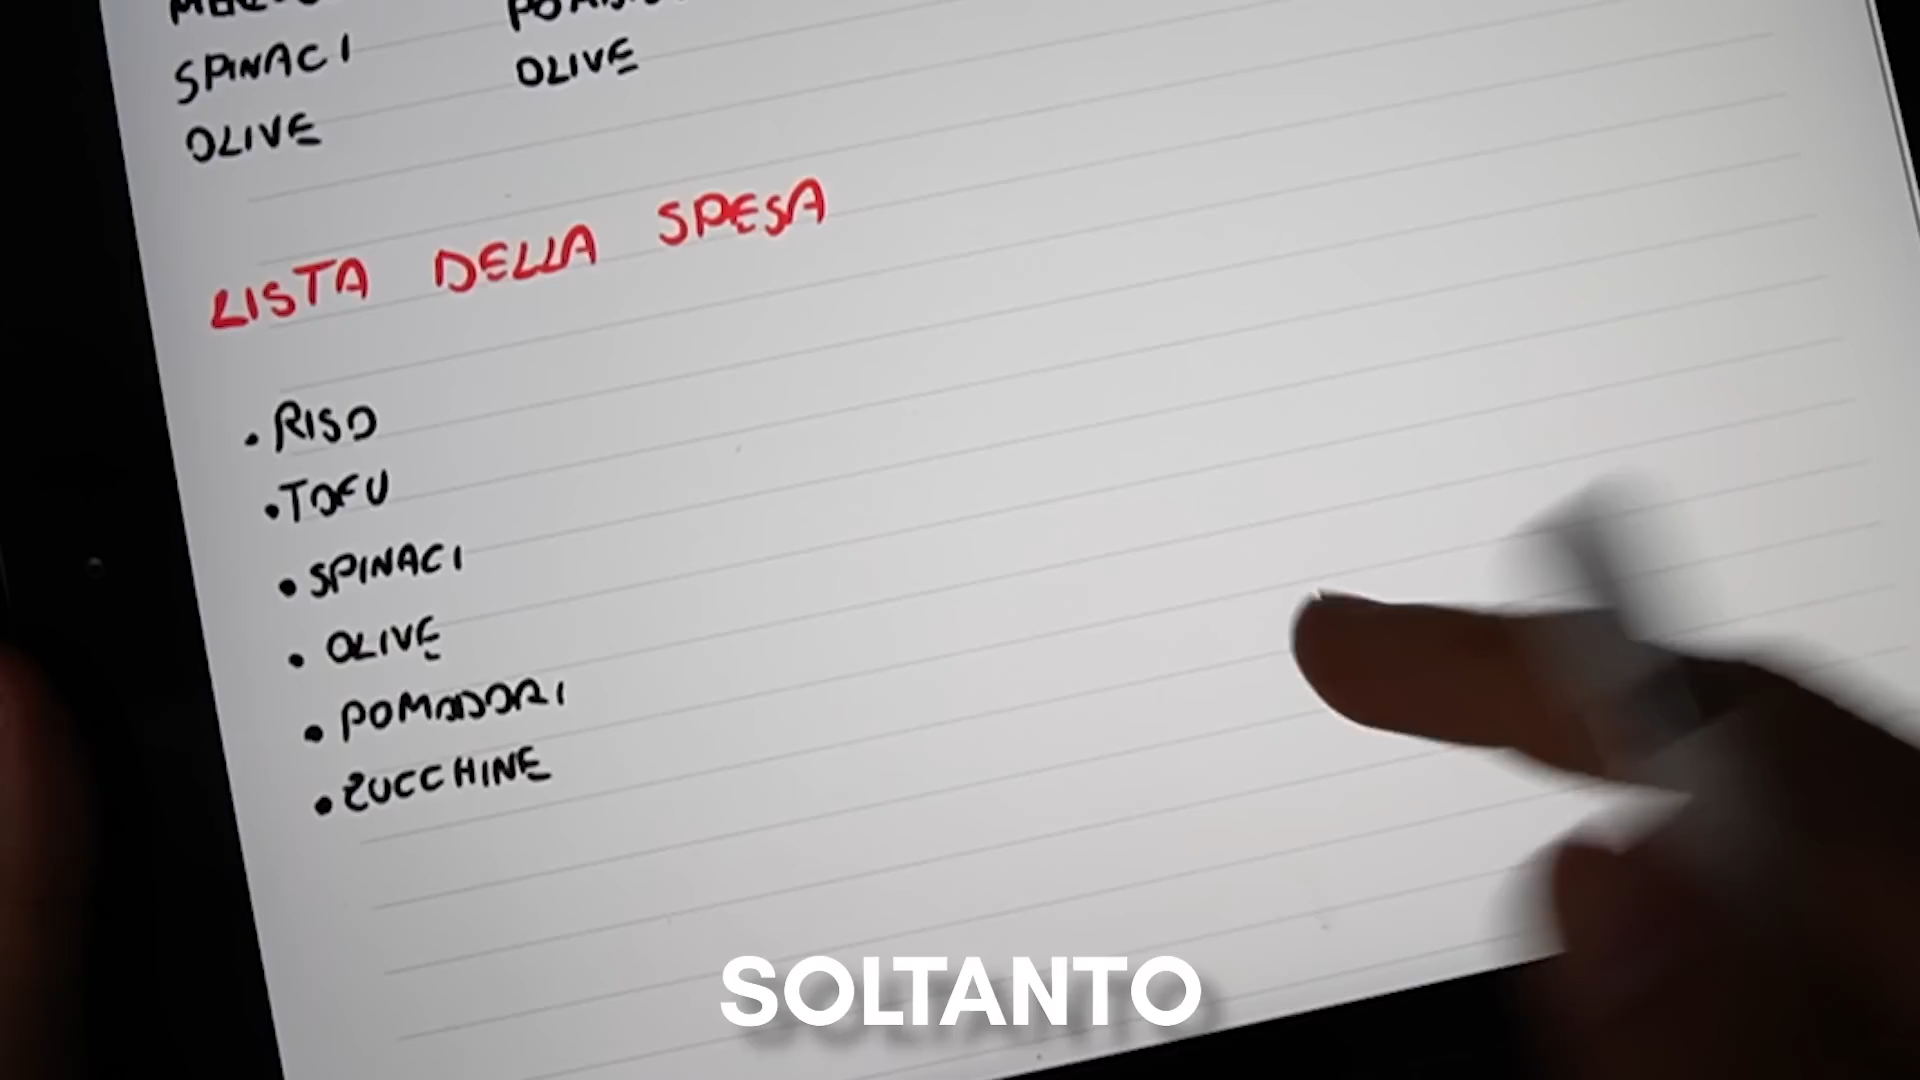 SPINACI
OLIVE
OLIVE
LISTA DELLA SPESA
• RISO
• TOFU
• SPINACI
• OLIVE
• POMODORI
• ZUCCHINE
SOLTANTO